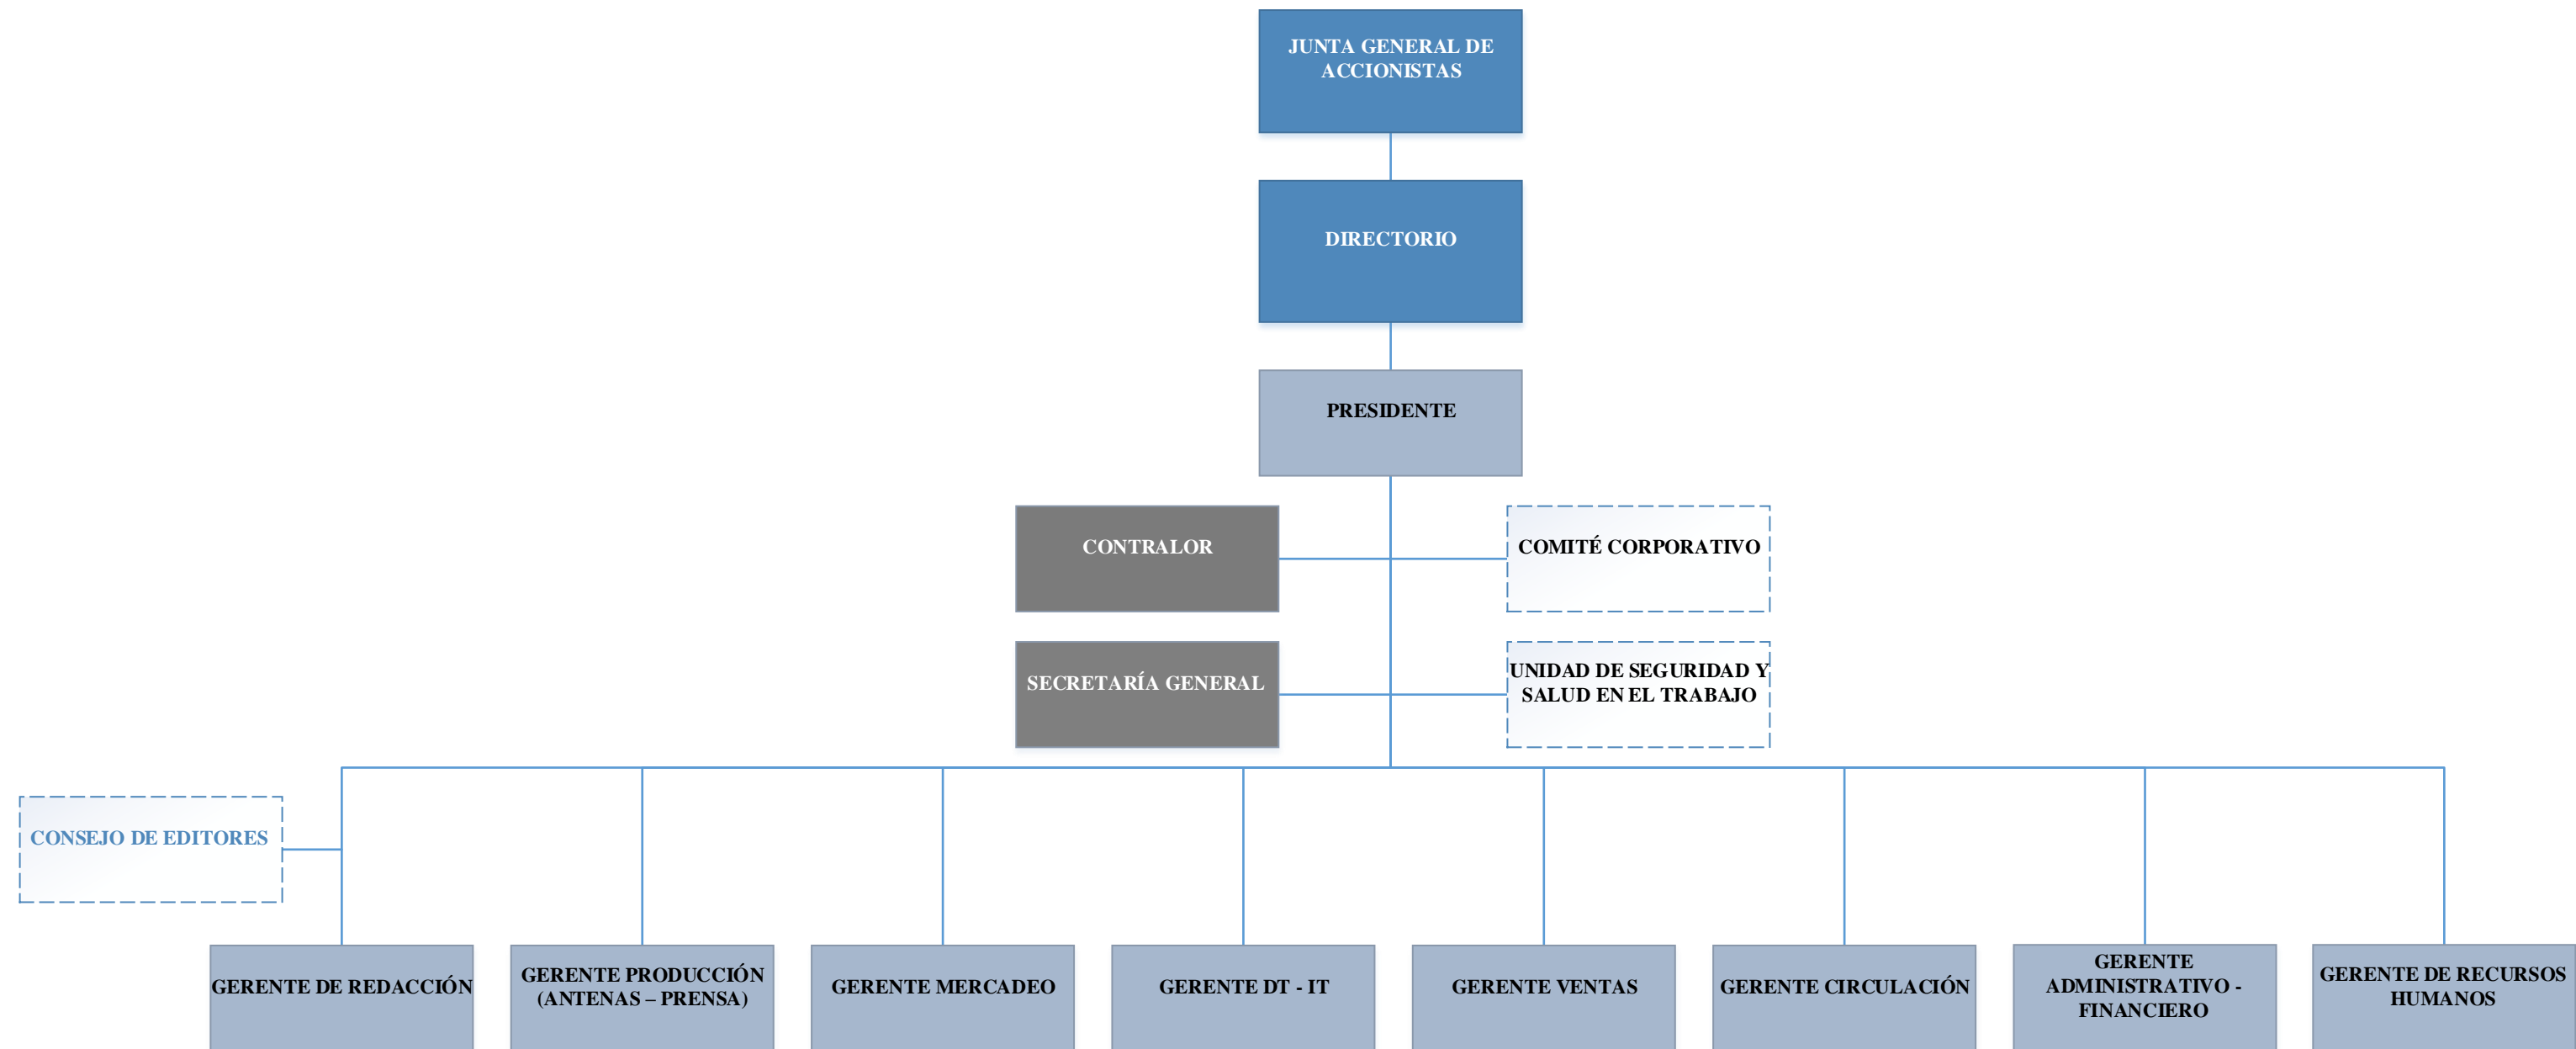 JUNTA GENERAL DE
ACCIONISTAS
DIRECTORIO
PRESIDENTE
CONTRALOR
COMITÉ CORPORATIVO
SECRETARÍA GENERAL
UNIDAD DE SEGURIDAD Y
SALUD EN EL TRABAJO
CONSEJO DE EDITORES
GERENTE DE REDACCIÓN
GERENTE PRODUCCIÓN
(ANTENAS – PRENSA)
GERENTE MERCADEO
GERENTE DT - IT
GERENTE VENTAS
GERENTE CIRCULACIÓN
GERENTE
ADMINISTRATIVO -
FINANCIERO
GERENTE DE RECURSOS
HUMANOS